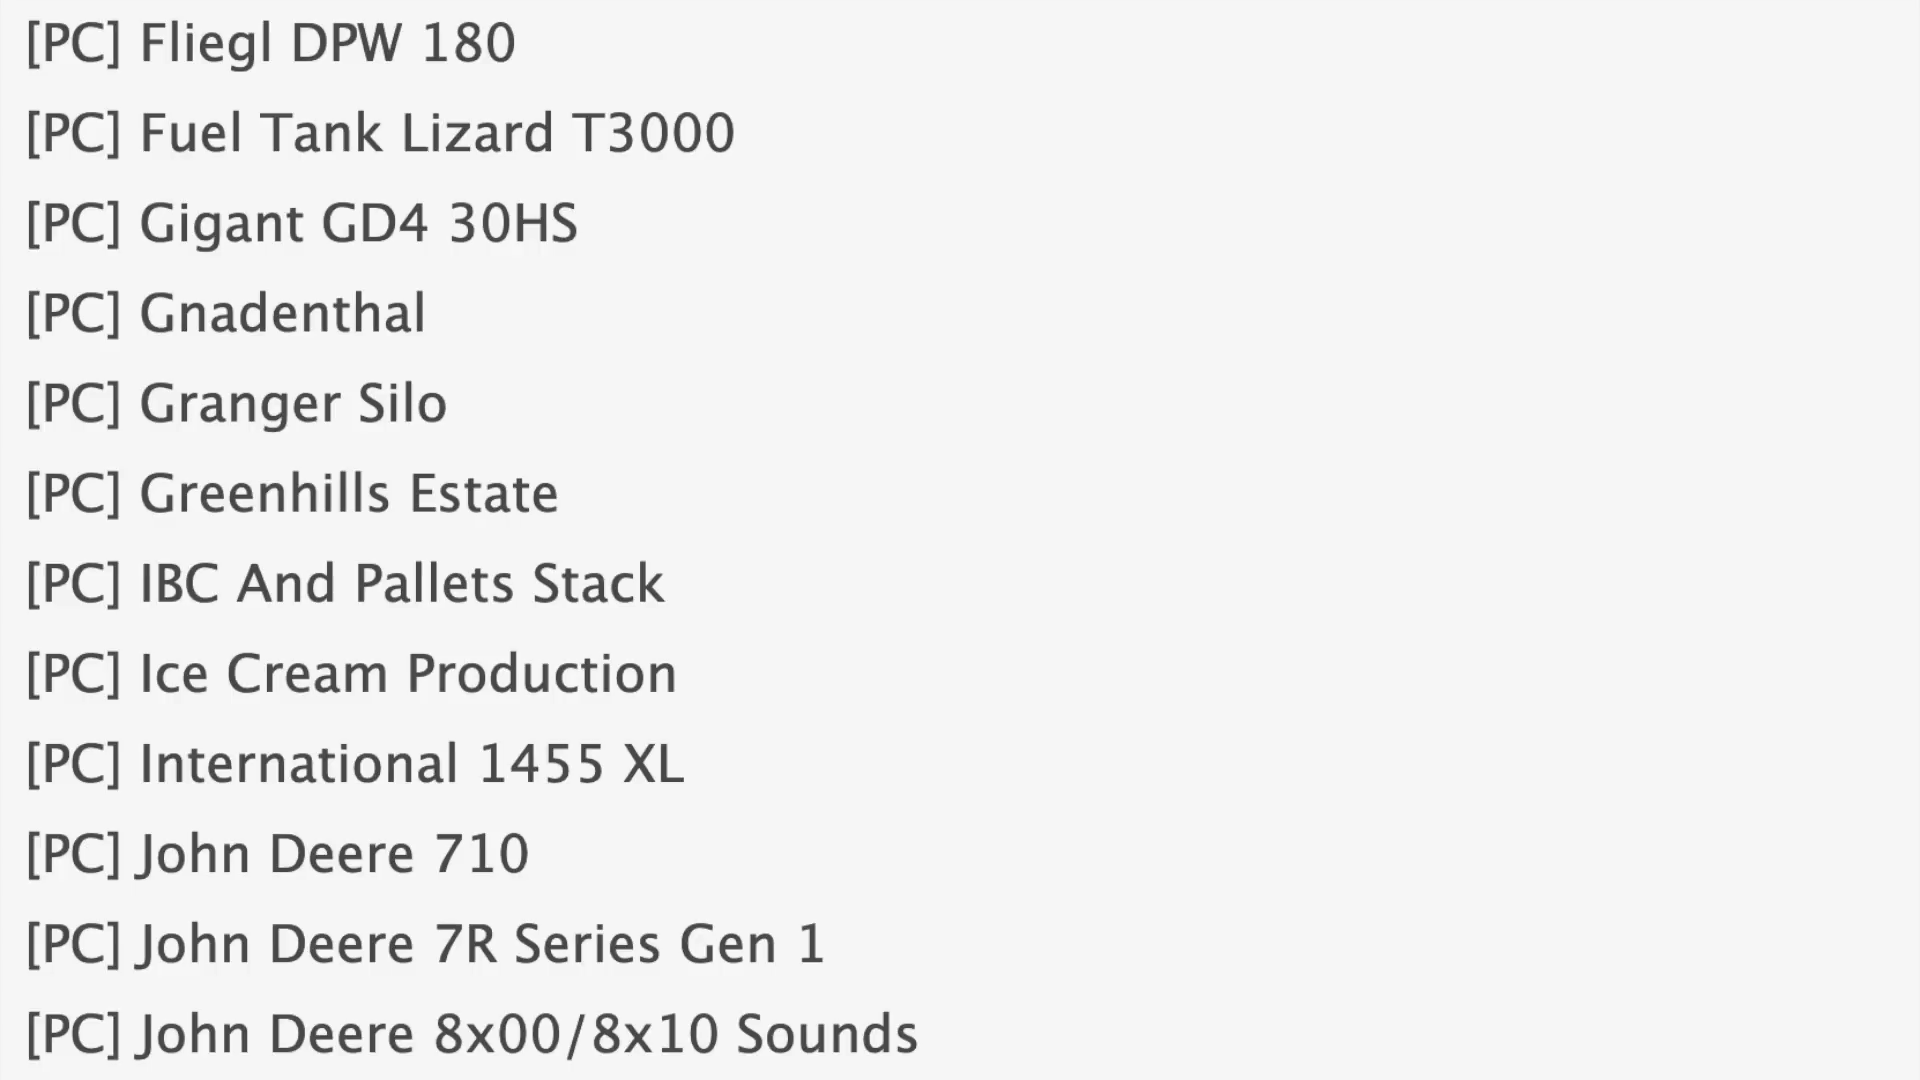 [PC] Fliegl DPW 180
[PC] Fuel Tank Lizard T3000
[PC] Gigant GD4 30HS
[PC] Gnadenthal
[PC] Granger Silo
[PC] Greenhills Estate
[PC] IBC And Pallets Stack
[PC] Ice Cream Production
[PC] International 1455 XL
[PC] John Deere 710
[PC] John Deere 7R Series Gen 1
[PC] John Deere 8x00/8x10 Sounds